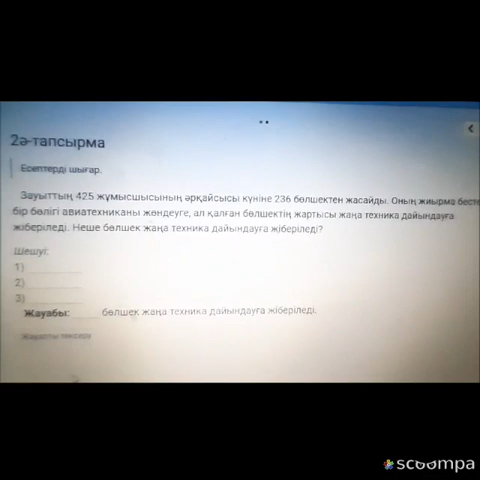 2ә-тапсырма
Есептерді шығар.
Зауыттың 425 жұмысшысының әрқайсысы күніне 236 бөлшектен жасайды. Оның жиырма бесте
бір бөлігі авиатехниканы жөндеуге, ал қалған бөлшектің жартысы жаңа техника дайындауға
жіберіледі. Неше бөлшек жаңа техника дайындауға жіберіледі?
Шешуі:
1)
2)
3)
Жауабы: бөлшек жаңа техника дайындауға жіберіледі.
Жауапты тексеру
scoompa